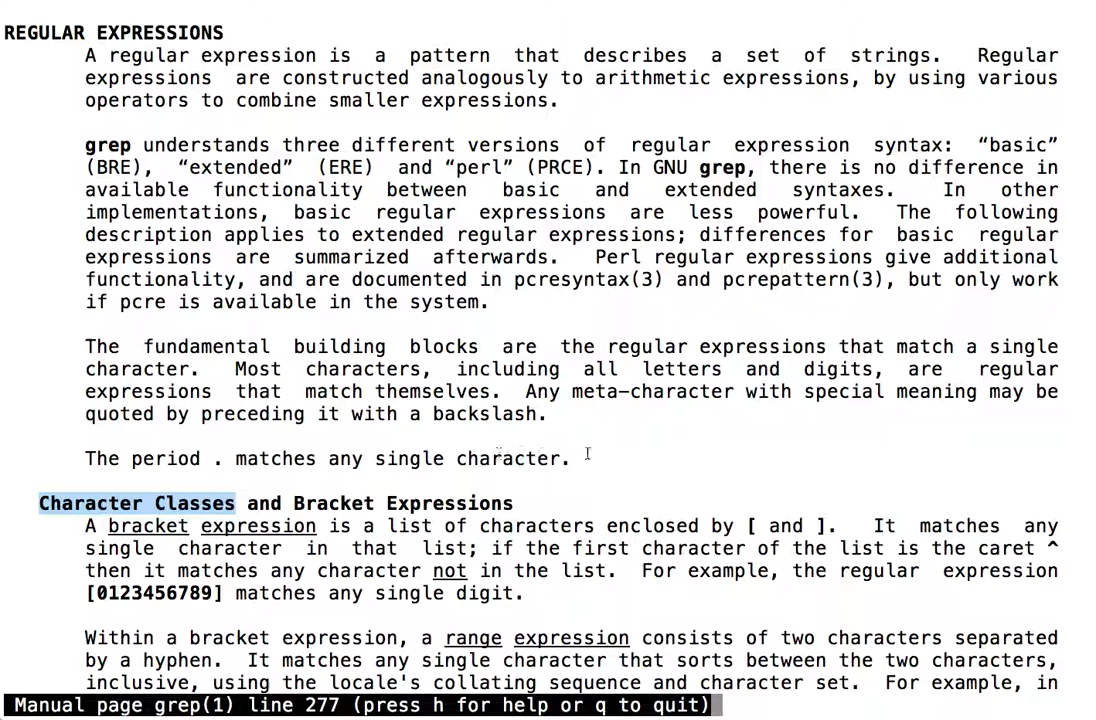 REGULAR EXPRESSIONS
A regular expression is a pattern that describes a set of strings. Regular
expressions are constructed analogously to arithmetic expressions, by using various
operators to combine smaller expressions.
grep understands three different versions of regular expression syntax: “basic”
(BRE), “extended” (ERE) and “perl” (PRCE). In GNU grep, there is no difference in
available functionality between basic and extended syntaxes. In other
implementations, basic regular expressions are less powerful. The following
description applies to extended regular expressions; differences for basic regular
expressions are summarized afterwards. Perl regular expressions give additional
functionality, and are documented in pcresyntax(3) and pcrepattern(3), but only work
if pcre is available in the system.
The fundamental building blocks are the regular expressions that match a single
character. Most characters, including all letters and digits, are regular
expressions that match themselves. Any meta-character with special meaning may be
quoted by preceding it with a backslash.
The period . matches any single character.
Character Classes and Bracket Expressions
A bracket expression is a list of characters enclosed by [ and ]. It matches any
single character in that list; if the first character of the list is the caret ^
then it matches any character not in the list. For example, the regular expression
[0123456789] matches any single digit.
Within a bracket expression, a range expression consists of two characters separated
by a hyphen. It matches any single character that sorts between the two characters,
inclusive, using the locale's collating sequence and character set. For example, in
Manual page grep(1) line 277 (press h for help or q to quit)